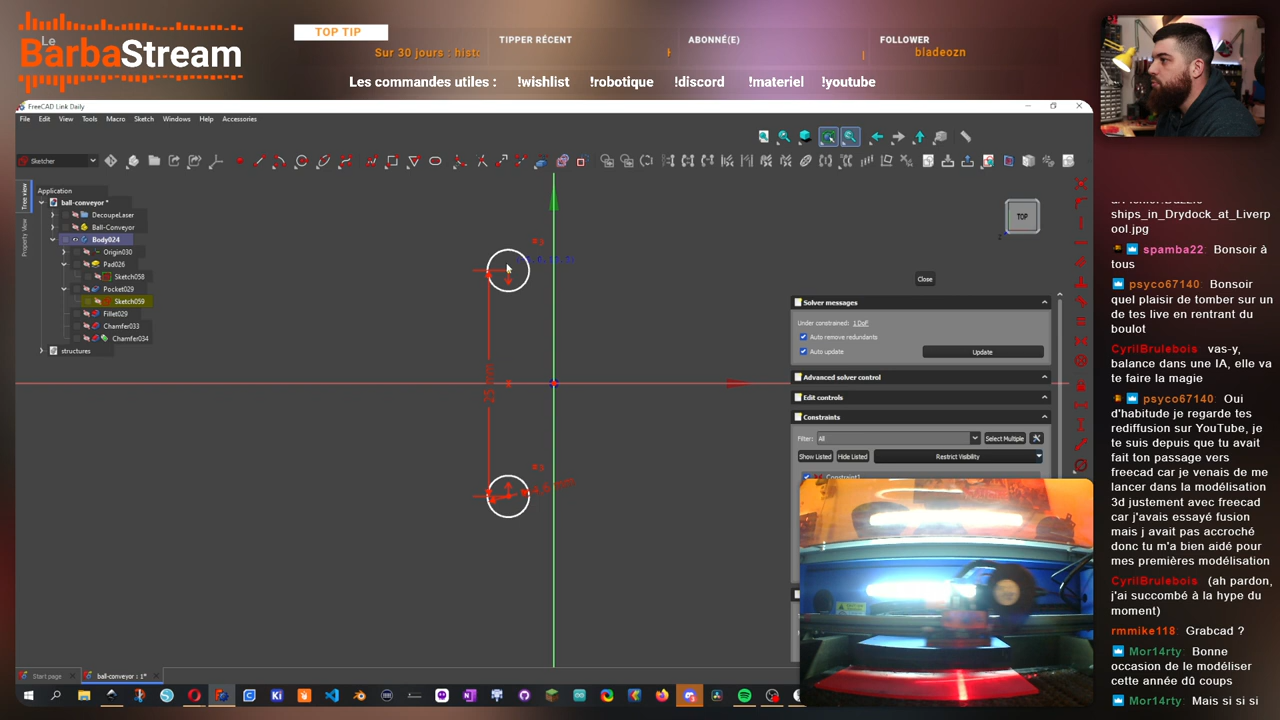 Le
BarbaStream
TOP TIP
Sur 30 jours : histo
TIPPER RÉCENT
ABONNÉ(E)
FOLLOWER
bladeozn
Les commandes utiles : !wishlist !robotique !discord !materiel !youtube
FreeCAD Link Daily
File Edit View Tools Macro Sketch Windows Help Accessories
Sketcher
Tree view
Property View
Application
ball-conveyor *
DecoupeLaser
Ball-Conveyor
Body024
Origin030
Pad026
Sketch058
Pocket029
Sketch059
Fillet029
Chamfer033
Chamfer034
structures
25 mm
TOP
Close
Solver messages
Under constrained: 1 DoF
Auto remove redundants
Auto update
Update
Advanced solver control
Edit controls
Constraints
Filter: All
Select Multiple
Show Listed Hide Listed Restrict Visibility
Constraint1
Start page
ball-conveyor : 1*
ships_in_Drydock_at_Liverp
ool.jpg
spamba22: Bonsoir à
tous
psyco67140: Bonsoir
quel plaisir de tomber sur un
de tes live en rentrant du
boulot
CyrilBrulebois: vas-y,
balance dans une IA, elle va
te faire la magie
psyco67140: Oui
d'habitude je regarde tes
rediffusion sur YouTube, je
te suis depuis que tu avait
fait ton passage vers
freecad car je venais de me
lancer dans la modélisation
3d justement avec freecad
car j'avais essayé fusion
mais j avait pas accroché
donc tu m'a bien aidé pour
mes premières modélisation
CyrilBrulebois: (ah pardon,
j'ai succombé à la hype du
moment)
rmmike118: Grabcad ?
Mor14rty: Bonne
occasion de le modéliser
cette année dû coups
Mor14rty: Mais si si si